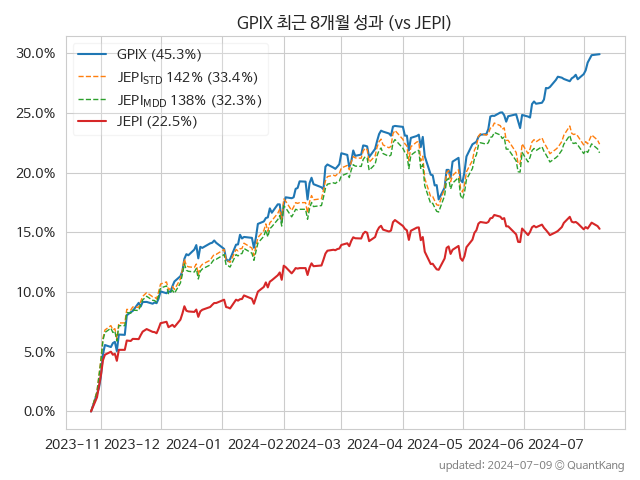 GPIX 최근 8개월 성과 (vs JEPI)
GPIX (45.3%)
JEPI_STD 142% (33.4%)
JEPI_MDD 138% (32.3%)
JEPI (22.5%)
30.0%
25.0%
20.0%
15.0%
10.0%
5.0%
0.0%
2023-11 2023-12 2024-01 2024-02 2024-03 2024-04 2024-05 2024-06 2024-07
updated: 2024-07-09 © QuantKang